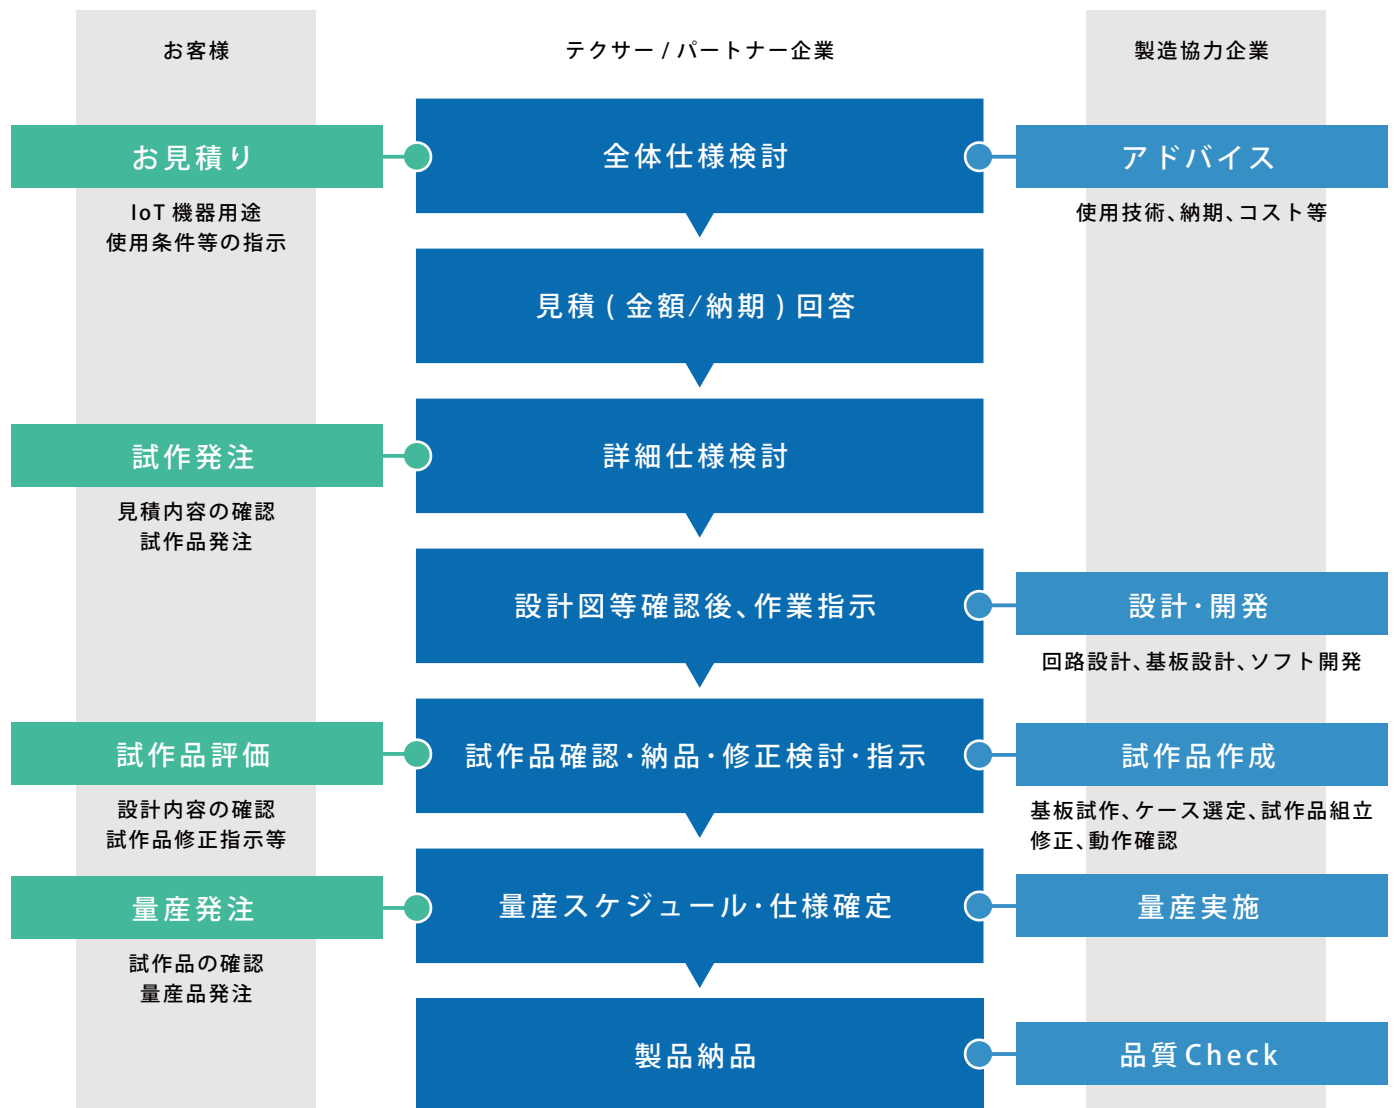 お客様
テクサー / パートナー企業
製造協力企業
お見積り
全体仕様検討
アドバイス
IoT 機器用途
使用条件等の指示
使用技術、納期、コスト等
見積 ( 金額/納期 ) 回答
試作発注
詳細仕様検討
見積内容の確認
試作品発注
設計図等確認後、作業指示
設計・開発
回路設計、基板設計、ソフト開発
試作品評価
試作品確認・納品・修正検討・指示
試作品作成
設計内容の確認
試作品修正指示等
基板試作、ケース選定、試作品組立
修正、動作確認
量産発注
量産スケジュール・仕様確定
量産実施
試作品の確認
量産品発注
製品納品
品質 Check